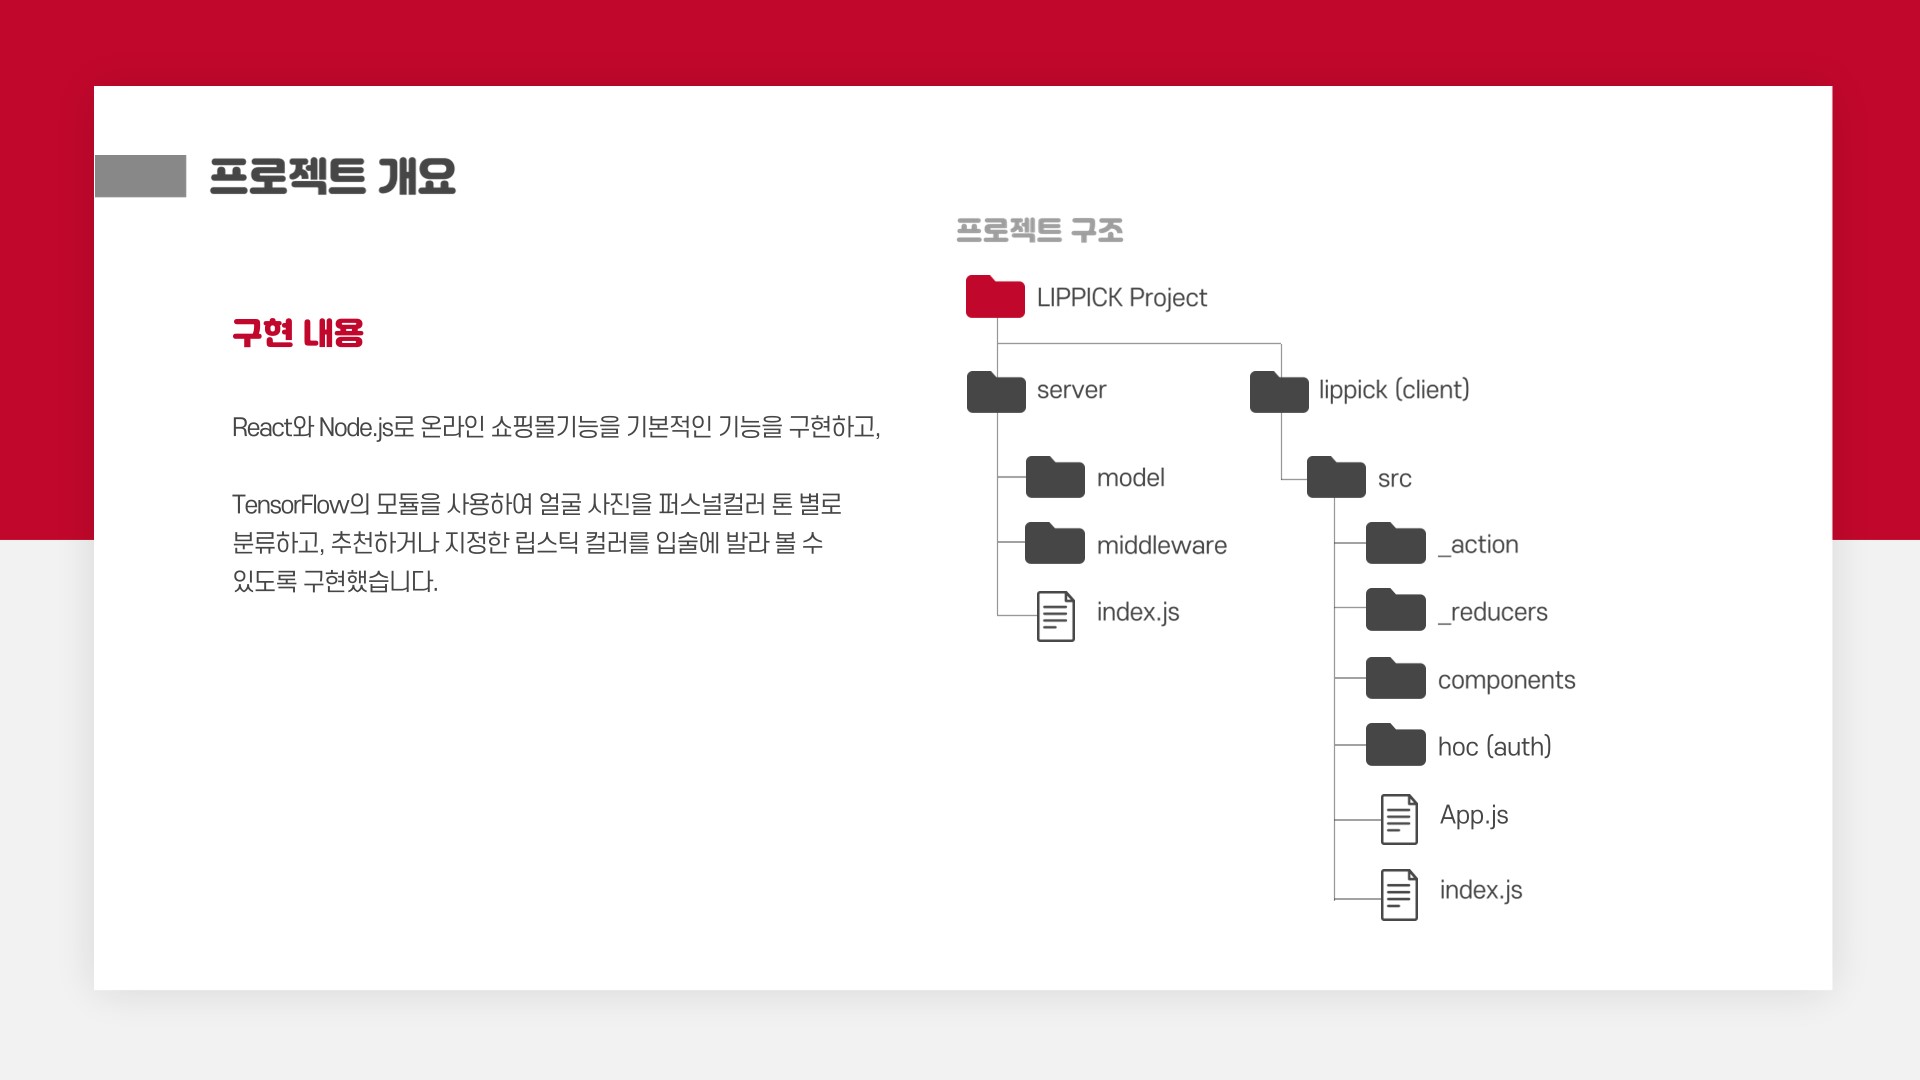 프로젝트 개요
구현 내용
React와 Node.js로 온라인 쇼핑몰기능을 기본적인 기능을 구현하고,
TensorFlow의 모듈을 사용하여 얼굴 사진을 퍼스널컬러 톤 별로
분류하고, 추천하거나 지정한 립스틱 컬러를 입술에 발라 볼 수
있도록 구현했습니다.
프로젝트 구조
LIPPICK Project
server
model
middleware
index.js
lippick (client)
src
_action
_reducers
components
hoc (auth)
App.js
index.js